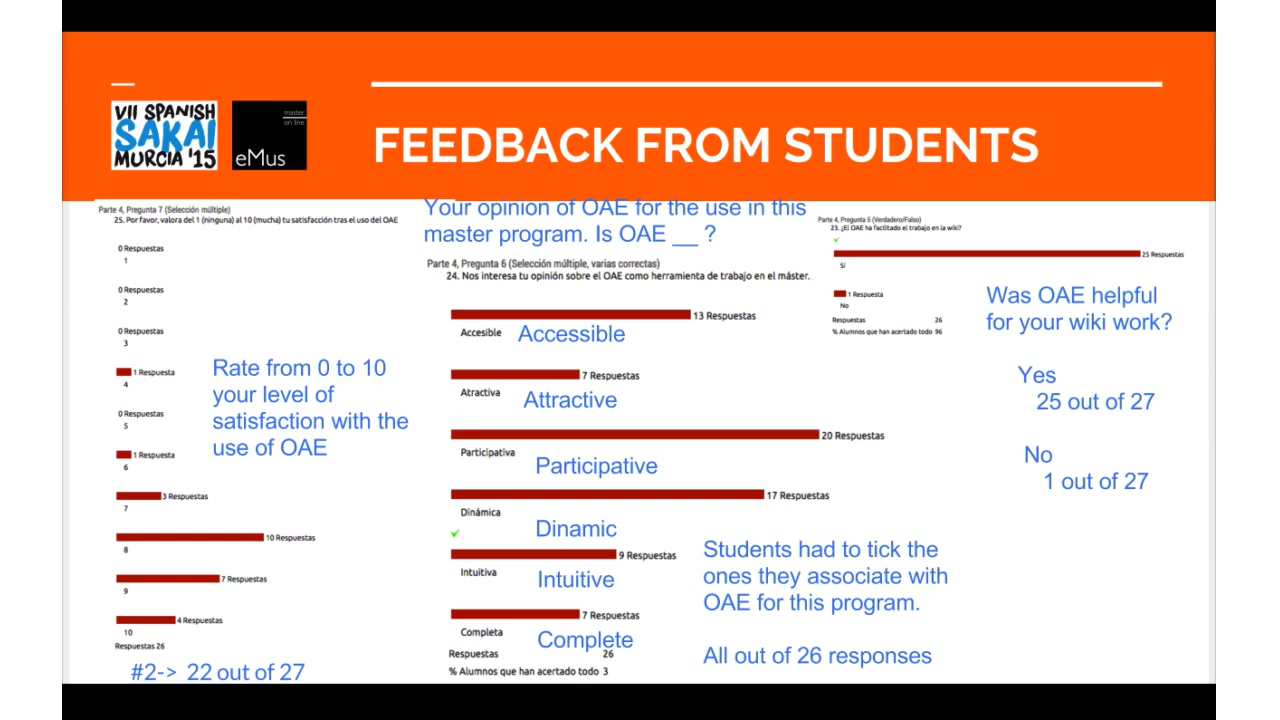 VII SPANISH
SAKAI
MURCIA '15
master
on line
eMus
FEEDBACK FROM STUDENTS
Parte 4, Pregunta 7 (Selección múltiple)
25. Por favor, valora del 1 (ninguna) al 10 (mucha) tu satisfacción tras el uso del OAE
0 Respuestas
1
0 Respuestas
2
0 Respuestas
3
1 Respuesta
4
0 Respuestas
5
1 Respuesta
6
3 Respuestas
7
10 Respuestas
8
7 Respuestas
9
4 Respuestas
10
Respuestas 26
Rate from 0 to 10
your level of
satisfaction with the
use of OAE
#2-> 22 out of 27
Your opinion of OAE for the use in this
master program. Is OAE __ ?
Parte 4, Pregunta 6 (Selección múltiple, varias correctas)
24. Nos interesa tu opinión sobre el OAE como herramienta de trabajo en el máster.
13 Respuestas
Accesible Accessible
7 Respuestas
Atractiva Attractive
20 Respuestas
Participativa Participative
17 Respuestas
Dinámica Dinamic
9 Respuestas
Intuitiva Intuitive
7 Respuestas
Completa Complete
Respuestas 26
% Alumnos que han acertado todo 3
Students had to tick the
ones they associate with
OAE for this program.
All out of 26 responses
Parte 4, Pregunta 5 (Verdadero/Falso)
23. ¿El OAE ha facilitado el trabajo en la wiki?
25 Respuestas
Sí
1 Respuesta
No
Respuestas 26
% Alumnos que han acertado todo 96
Was OAE helpful
for your wiki work?
Yes
25 out of 27
No
1 out of 27